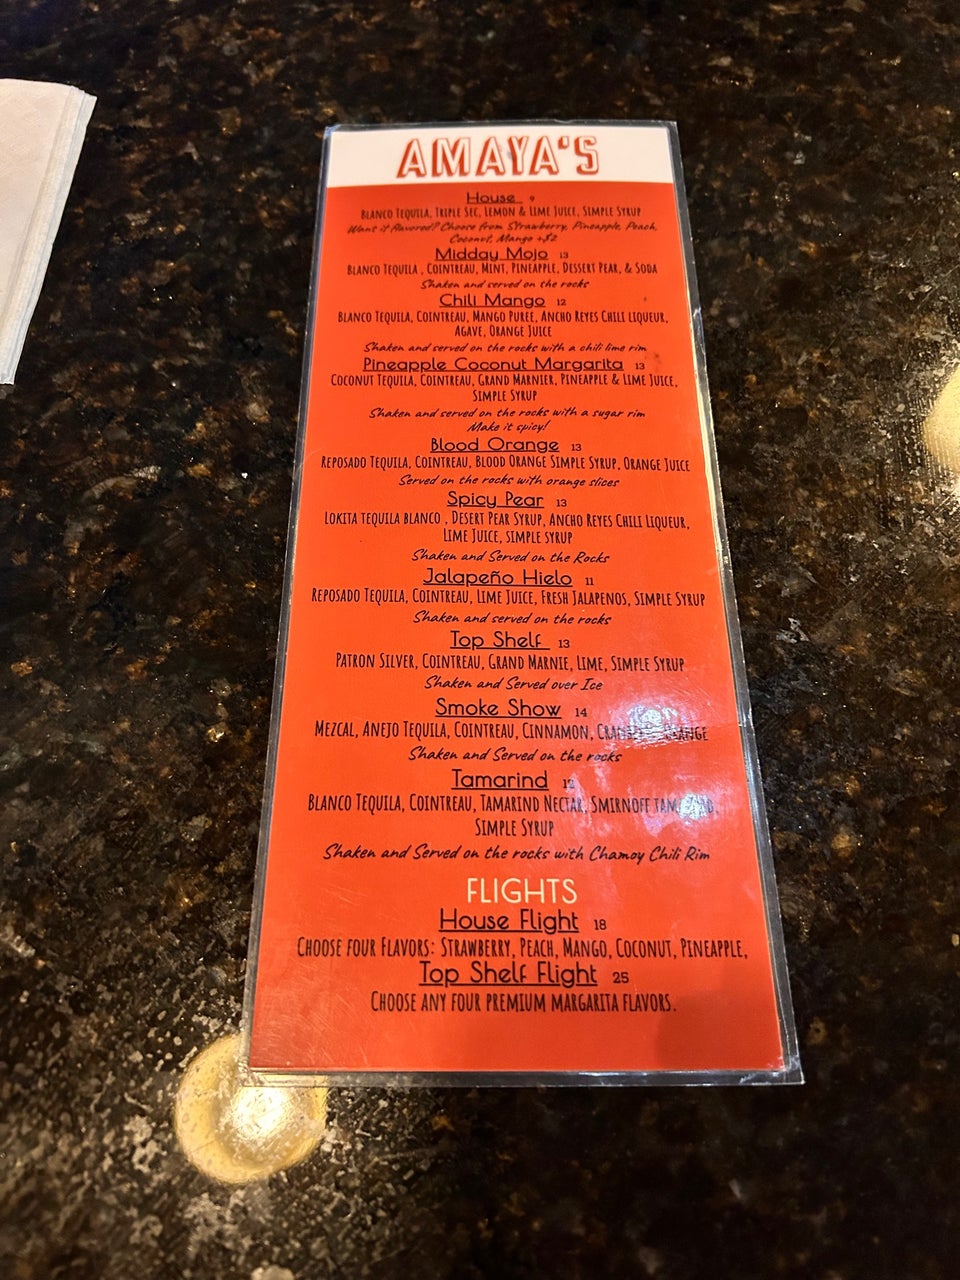 AMAYA'S
House 9
BLANCO TEQUILA, TRIPLE SEC, LEMON & LIME JUICE, SIMPLE SYRUP
Want it flavored? Choose from Strawberry, Pineapple, Peach,
Coconut, Mango +$2
Midday Mojo 13
BLANCO TEQUILA , COINTREAU, MINT, PINEAPPLE, DESSERT PEAR, & SODA
Shaken and served on the rocks
Chili Mango 12
BLANCO TEQUILA, COINTREAU, MANGO PUREE, ANCHO REYES CHILI LIQUEUR,
AGAVE, ORANGE JUICE
Shaken and served on the rocks with a chili lime rim
Pineapple Coconut Margarita 13
COCONUT TEQUILA, COINTREAU, GRAND MARNIER, PINEAPPLE & LIME JUICE,
SIMPLE SYRUP
Shaken and served on the rocks with a sugar rim
Make it spicy!
Blood Orange 13
REPOSADO TEQUILA, COINTREAU, BLOOD ORANGE SIMPLE SYRUP, ORANGE JUICE
Served on the rocks with orange slices
Spicy Pear 13
LOKITA TEQUILA BLANCO , DESERT PEAR SYRUP, ANCHO REYES CHILI LIQUEUR,
LIME JUICE, SIMPLE SYRUP
Shaken and Served on the Rocks
Jalapeño Hielo 11
REPOSADO TEQUILA, COINTREAU, LIME JUICE, FRESH JALAPENOS, SIMPLE SYRUP
Shaken and served on the rocks
Top Shelf 13
PATRON SILVER, COINTREAU, GRAND MARNIE, LIME, SIMPLE SYRUP
Shaken and Served over Ice
Smoke Show 14
MEZCAL, ANEJO TEQUILA, COINTREAU, CINNAMON,
Shaken and Served on the rocks
Tamarind
BLANCO TEQUILA, COINTREAU, TAMARIND NECTAR, SMIRNOFF
SIMPLE SYRUP
Shaken and Served on the rocks with Chamoy Chili Rim
FLIGHTS
House Flight 18
CHOOSE FOUR FLAVORS: STRAWBERRY, PEACH, MANGO, COCONUT, PINEAPPLE,
Top Shelf Flight 25
CHOOSE ANY FOUR PREMIUM MARGARITA FLAVORS.